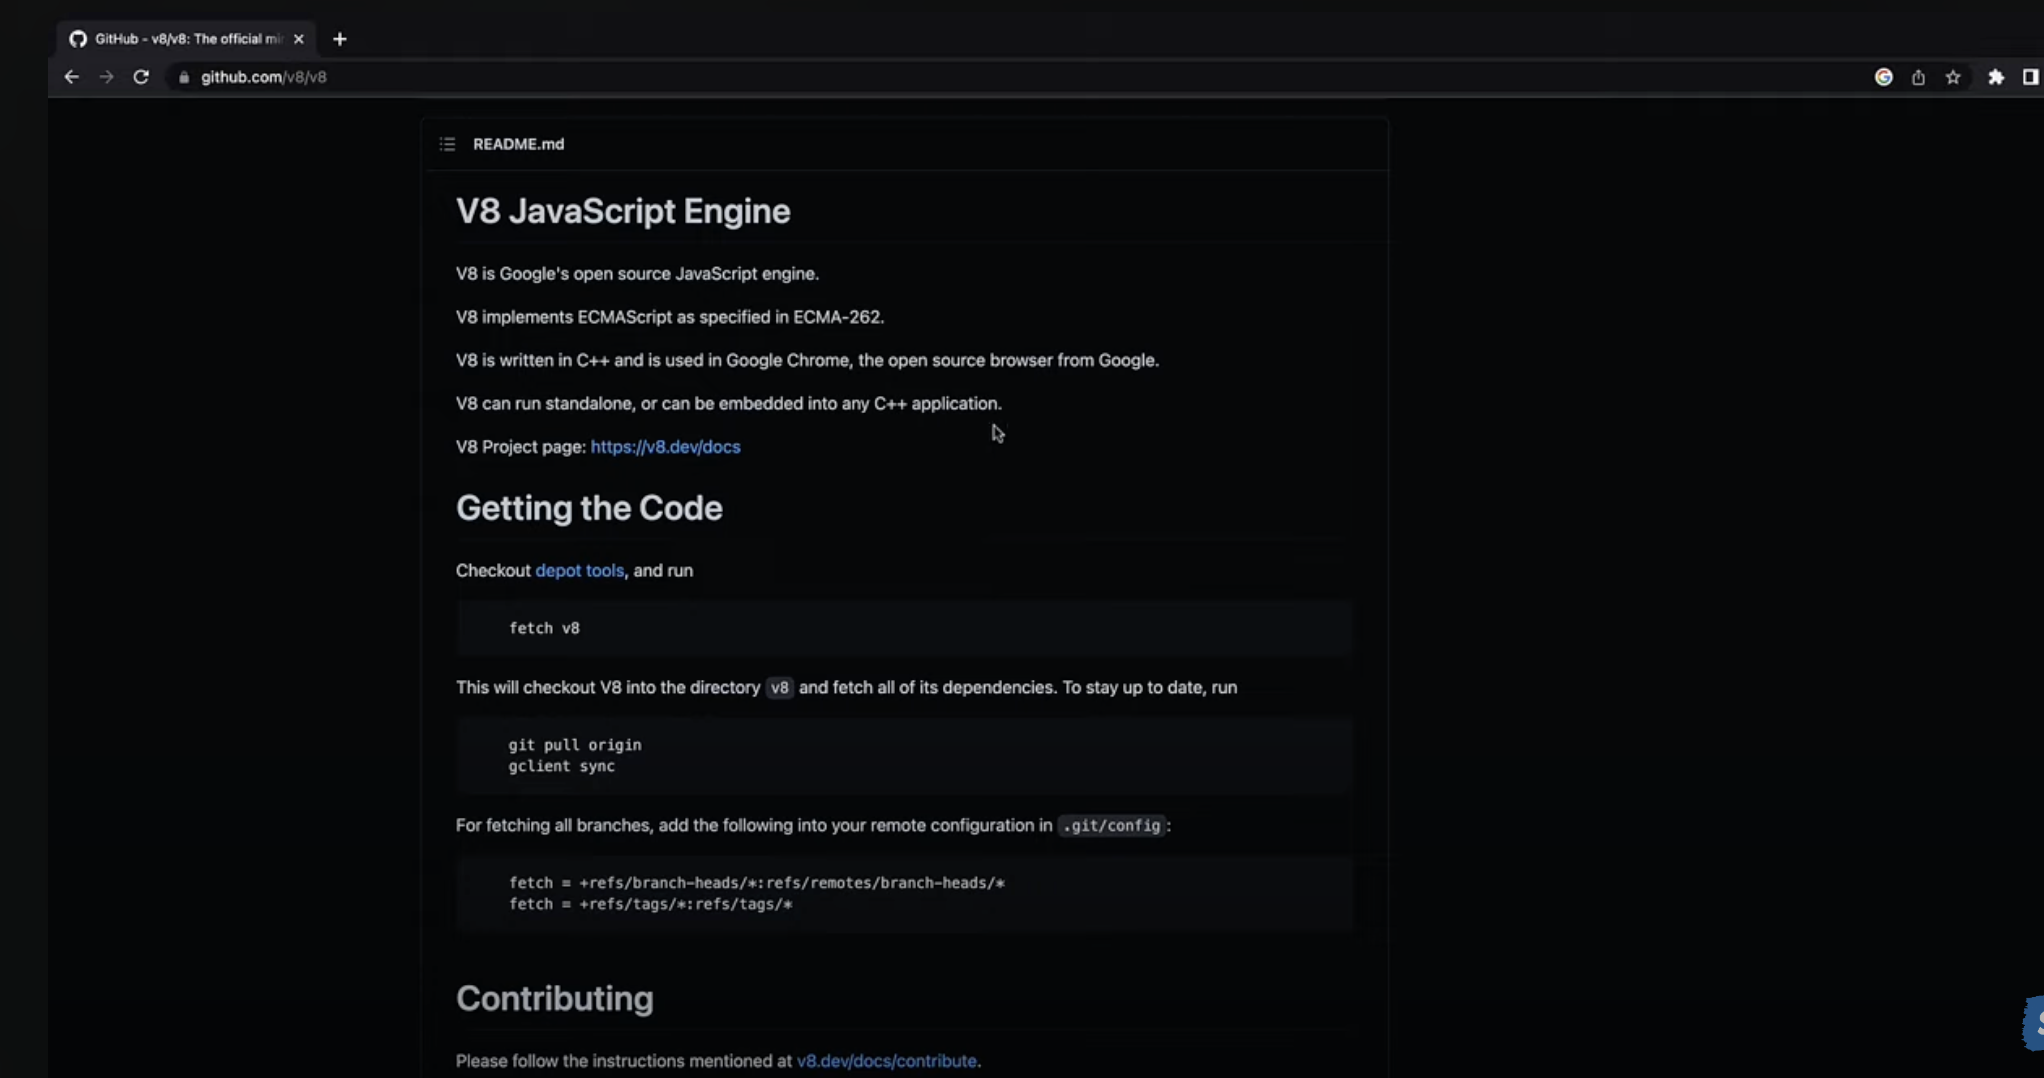 GitHub - v8/v8: The official mir
github.com/v8/v8
README.md
V8 JavaScript Engine
V8 is Google's open source JavaScript engine.
V8 implements ECMAScript as specified in ECMA-262.
V8 is written in C++ and is used in Google Chrome, the open source browser from Google.
V8 can run standalone, or can be embedded into any C++ application.
V8 Project page: https://v8.dev/docs
Getting the Code
Checkout depot tools, and run
fetch v8
This will checkout V8 into the directory v8 and fetch all of its dependencies. To stay up to date, run
git pull origin
gclient sync
For fetching all branches, add the following into your remote configuration in .git/config:
fetch = +refs/branch-heads/*:refs/remotes/branch-heads/*
fetch = +refs/tags/*:refs/tags/*
Contributing
Please follow the instructions mentioned at v8.dev/docs/contribute.